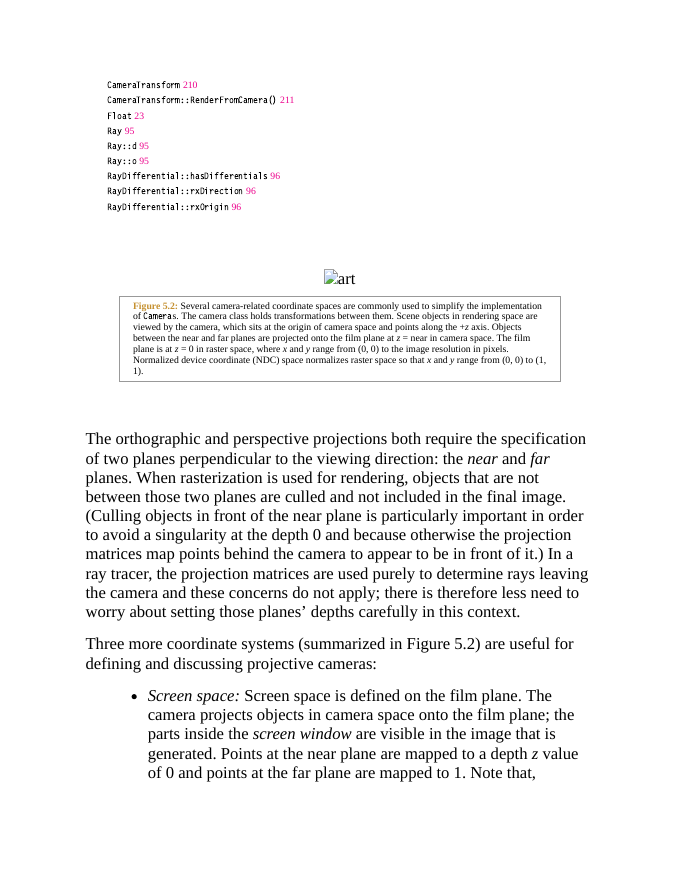 CameraTransform 210
CameraTransform::RenderFromCamera() 211
Float 23
Ray 95
Ray::d 95
Ray::o 95
RayDifferential::hasDifferentials 96
RayDifferential::rxDirection 96
RayDifferential::rxOrigin 96
art
Figure 5.2: Several camera-related coordinate spaces are commonly used to simplify the implementation
of Cameras. The camera class holds transformations between them. Scene objects in rendering space are
viewed by the camera, which sits at the origin of camera space and points along the +z axis. Objects
between the near and far planes are projected onto the film plane at z = near in camera space. The film
plane is at z = 0 in raster space, where x and y range from (0, 0) to the image resolution in pixels.
Normalized device coordinate (NDC) space normalizes raster space so that x and y range from (0, 0) to (1,
1).
The orthographic and perspective projections both require the specification
of two planes perpendicular to the viewing direction: the near and far
planes. When rasterization is used for rendering, objects that are not
between those two planes are culled and not included in the final image.
(Culling objects in front of the near plane is particularly important in order
to avoid a singularity at the depth 0 and because otherwise the projection
matrices map points behind the camera to appear to be in front of it.) In a
ray tracer, the projection matrices are used purely to determine rays leaving
the camera and these concerns do not apply; there is therefore less need to
worry about setting those planes’ depths carefully in this context.
Three more coordinate systems (summarized in Figure 5.2) are useful for
defining and discussing projective cameras:
• Screen space: Screen space is defined on the film plane. The
camera projects objects in camera space onto the film plane; the
parts inside the screen window are visible in the image that is
generated. Points at the near plane are mapped to a depth z value
of 0 and points at the far plane are mapped to 1. Note that,